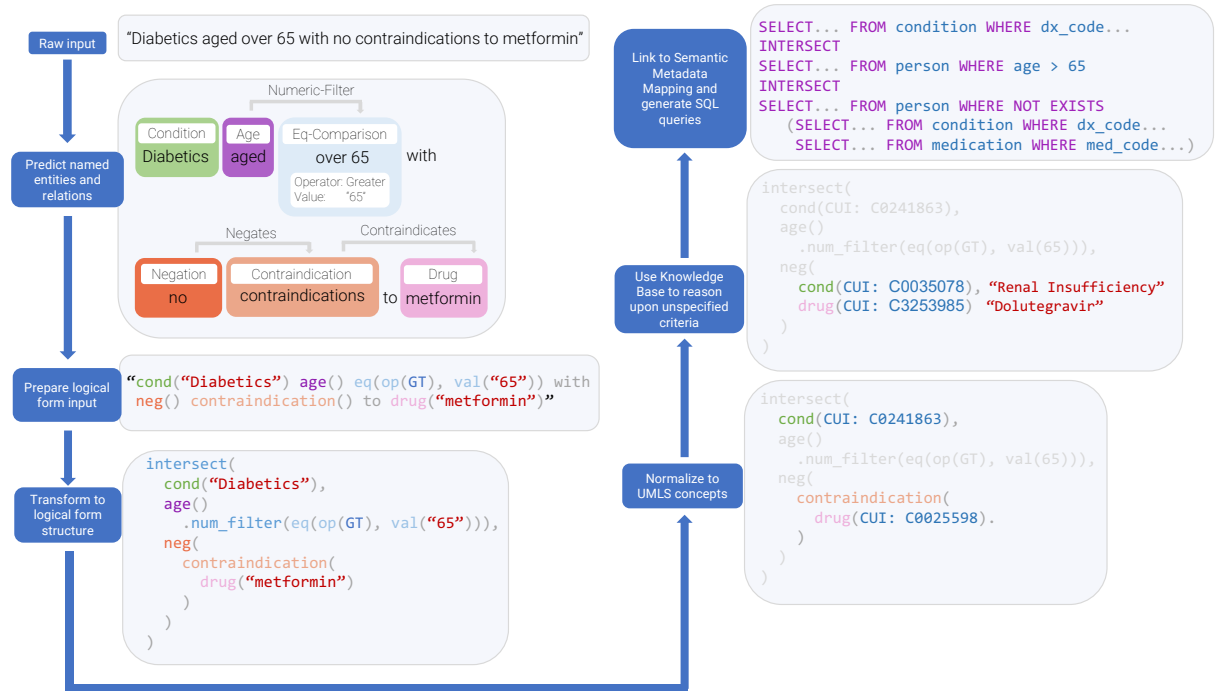 Raw input
“Diabetics aged over 65 with no contraindications to metformin”
Predict named
entities and
relations
Numeric-Filter
Condition
Diabetics
Age
aged
Eq-Comparison
over 65
Operator: Greater
Value: “65”
with
Negates
Contraindicates
Negation
no
Contraindication
contraindications
to
Drug
metformin
Prepare logical
form input
“cond(“Diabetics”) age() eq(op(GT), val(“65”)) with
neg() contraindication() to drug(“metformin”)”
Transform to
logical form
structure
intersect(
cond(“Diabetics”),
age()
.num_filter(eq(op(GT), val(“65”))),
neg(
contraindication(
drug(“metformin”)
)
)
)
Normalize to
UMLS concepts
intersect(
cond(CUI: C0241863),
age()
.num_filter(eq(op(GT), val(65))),
neg(
contraindication(
drug(CUI: C0025598).
)
)
)
Use Knowledge
Base to reason
upon unspecified
criteria
intersect(
cond(CUI: C0241863),
age()
.num_filter(eq(op(GT), val(65))),
neg(
cond(CUI: C0035078), “Renal Insufficiency”
drug(CUI: C3253985) “Dolutegravir”
)
)
Link to Semantic
Metadata
Mapping and
generate SQL
queries
SELECT... FROM condition WHERE dx_code...
INTERSECT
SELECT... FROM person WHERE age > 65
INTERSECT
SELECT... FROM person WHERE NOT EXISTS
(SELECT... FROM condition WHERE dx_code...
SELECT... FROM medication WHERE med_code...)